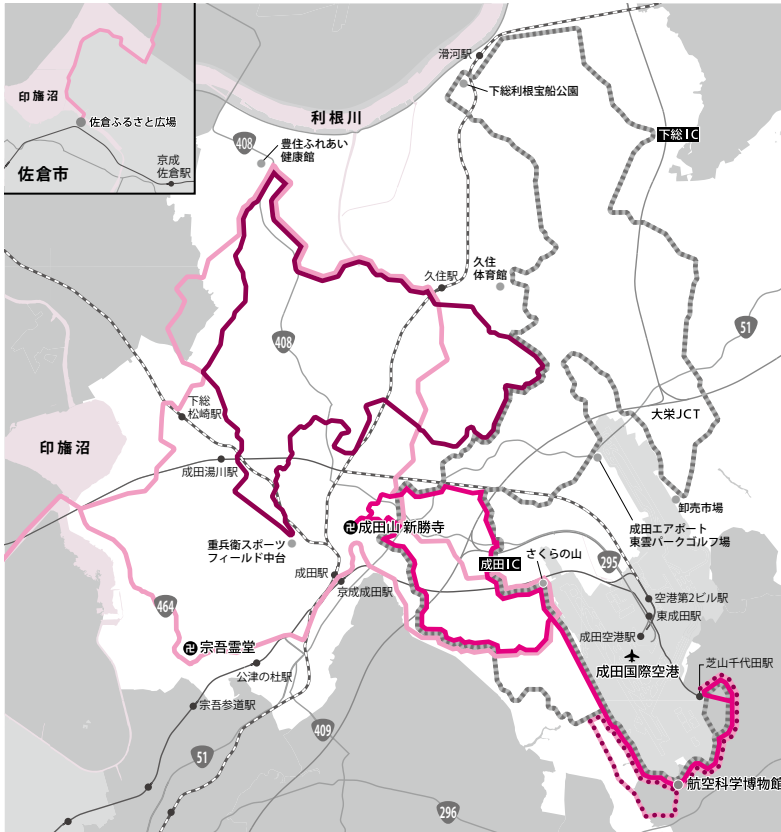 滑河駅
下総利根宝船公園
利根川
下総IC
印旛沼
佐倉ふるさと広場
京成
佐倉駅
佐倉市
408
豊住ふれあい
健康館
久住駅
久住
体育館
51
408
下総
松崎駅
大栄JCT
印旛沼
成田湯川駅
卸売市場
成田エアポート
東雲パークゴルフ場
卍成田山 新勝寺
重兵衛スポーツ
フィールド中台
成田IC
さくらの山
295
成田駅
京成成田駅
空港第2ビル駅
東成田駅
成田空港駅
464
卍宗吾霊堂
成田国際空港
芝山千代田駅
公津の杜駅
宗吾参道駅
409
51
航空科学博物館
296